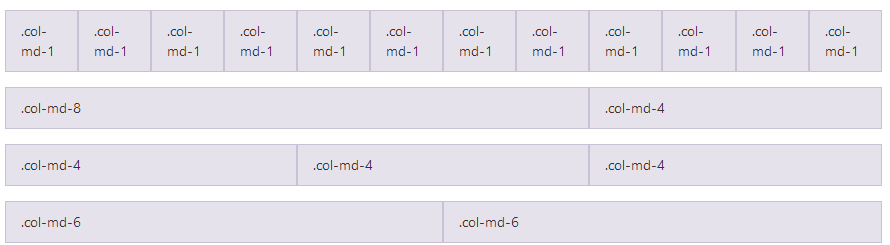 .col- .col- .col- .col- .col- .col- .col- .col- .col- .col- .col- .col-
md-1 md-1 md-1 md-1 md-1 md-1 md-1 md-1 md-1 md-1 md-1 md-1
.col-md-8 .col-md-4
.col-md-4 .col-md-4 .col-md-4
.col-md-6 .col-md-6